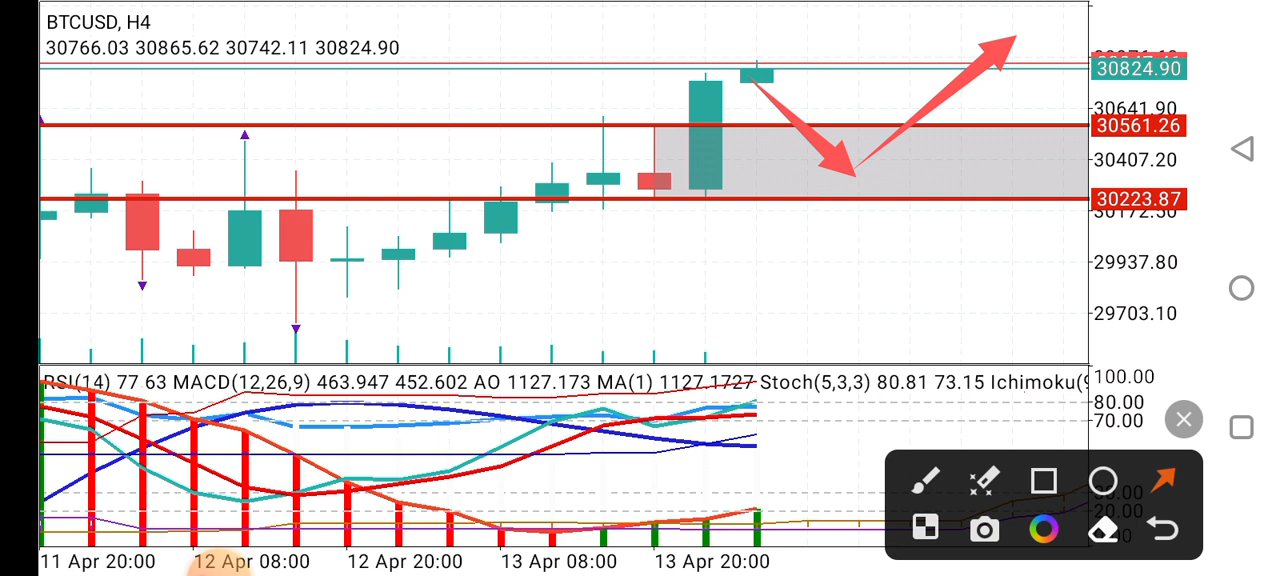 BTCUSD, H4
30766.03 30865.62 30742.11 30824.90
30824.90
30641.90
30561.26
30407.20
30223.87
30172.50
29937.80
29703.10
RSI(14) 77 63 MACD(12,26,9) 463.947 452.602 AO 1127.173 MA(1) 1127.1727 Stoch(5,3,3) 80.81 73.15 Ichimoku(9
100.00
80.00
70.00
20.00
11 Apr 20:00
12 Apr 08:00
12 Apr 20:00
13 Apr 08:00
13 Apr 20:00